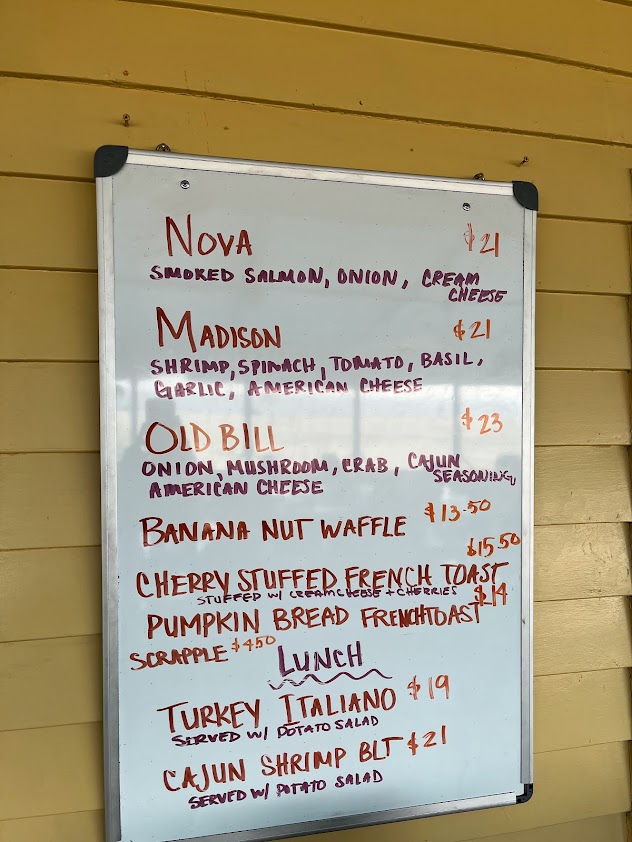 NOVA $21
SMOKED SALMON, ONION, CREAM
CHEESE
MADISON $21
SHRIMP, SPINACH, TOMATO, BASIL,
GARLIC, AMERICAN CHEESE
OLD BILL $23
ONION, MUSHROOM, CRAB, CAJUN
SEASONING
AMERICAN CHEESE
BANANA NUT WAFFLE $13.50
$15.50
CHERRY STUFFED FRENCH TOAST
STUFFED W/ CREAMCHEESE + CHERRIES $14
PUMPKIN BREAD FRENCHTOAST
SCRAPPLE $4.50
LUNCH
TURKEY ITALIANO $19
SERVED W/ POTATO SALAD
CAJUN SHRIMP BLT $21
SERVED W/ POTATO SALAD